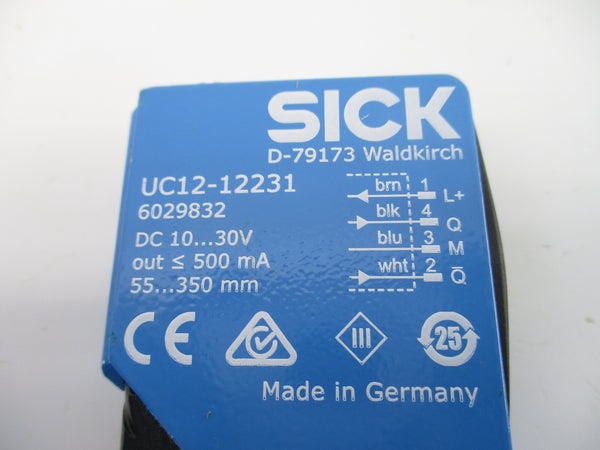 SICK
D-79173 Waldkirch
UC12-12231
6029832
DC 10...30V
out ≤ 500 mA
55...350 mm
brn 1 L+
blk 4 Q
blu 3 M
wht 2 Q̅
CE
III
25
Made in Germany